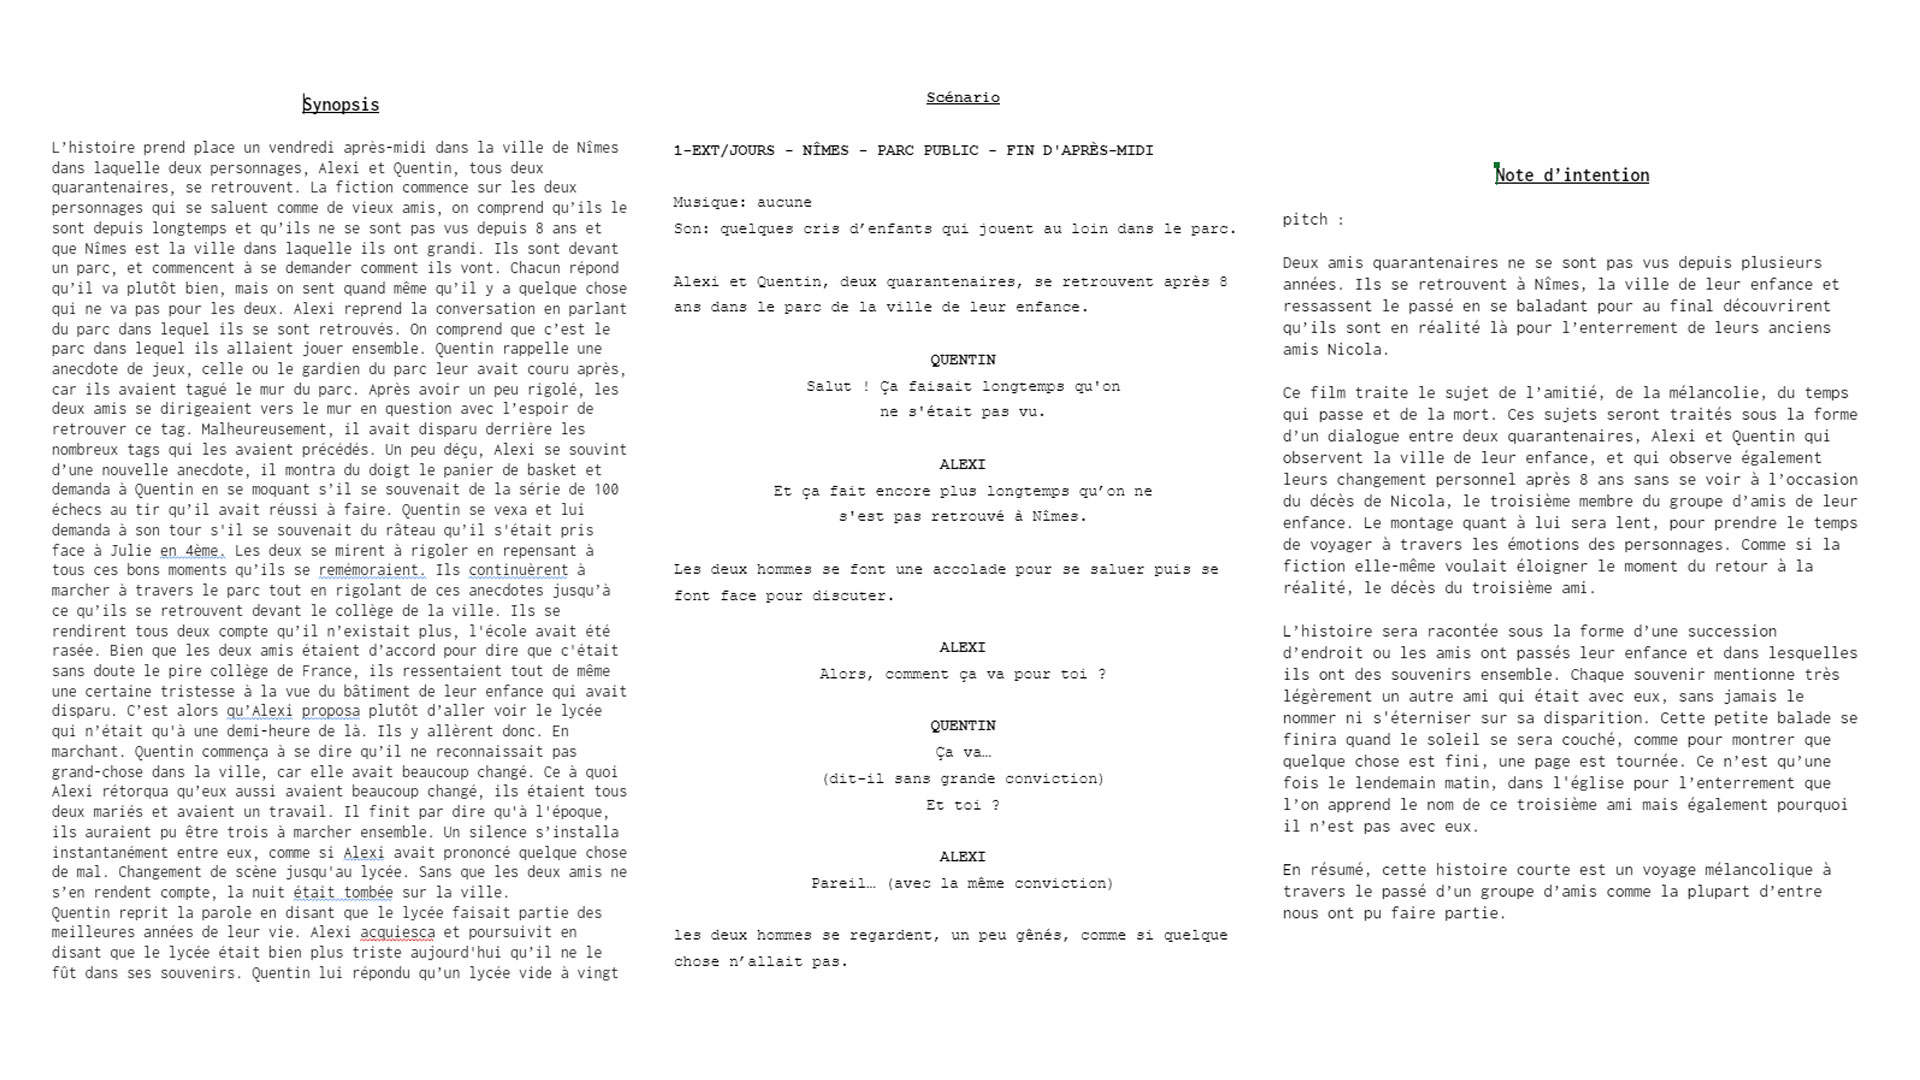 Synopsis
L’histoire prend place un vendredi après-midi dans la ville de Nîmes
dans laquelle deux personnages, Alexi et Quentin, tous deux
quarantenaires, se retrouvent. La fiction commence sur les deux
personnages qui se saluent comme de vieux amis, on comprend qu’ils le
sont depuis longtemps et qu’ils ne se sont pas vus depuis 8 ans et
que Nîmes est la ville dans laquelle ils ont grandi. Ils sont devant
un parc, et commencent à se demander comment ils vont. Chacun répond
qu’il va plutôt bien, mais on sent quand même qu’il y a quelque chose
qui ne va pas pour les deux. Alexi reprend la conversation en parlant
du parc dans lequel ils se sont retrouvés. On comprend que c’est le
parc dans lequel ils allaient jouer ensemble. Quentin rappelle une
anecdote de jeux, celle ou le gardien du parc leur avait couru après,
car ils avaient tagué le mur du parc. Après avoir un peu rigolé, les
deux amis se dirigeaient vers le mur en question avec l’espoir de
retrouver ce tag. Malheureusement, il avait disparu derrière les
nombreux tags qui les avaient précédés. Un peu déçu, Alexi se souvint
d’une nouvelle anecdote, il montra du doigt le panier de basket et
demanda à Quentin en se moquant s’il se souvenait de la série de 100
échecs au tir qu’il avait réussi à faire. Quentin se vexa et lui
demanda à son tour s'il se souvenait du râteau qu’il s'était pris
face à Julie en 4ème. Les deux se mirent à rigoler en repensant à
tous ces bons moments qu’ils se remémoraient. Ils continuèrent à
marcher à travers le parc tout en rigolant de ces anecdotes jusqu’à
ce qu’ils se retrouvent devant le collège de la ville. Ils se
rendirent tous deux compte qu’il n’existait plus, l'école avait été
rasée. Bien que les deux amis étaient d’accord pour dire que c'était
sans doute le pire collège de France, ils ressentaient tout de même
une certaine tristesse à la vue du bâtiment de leur enfance qui avait
disparu. C’est alors qu’Alexi proposa plutôt d’aller voir le lycée
qui n’était qu'à une demi-heure de là. Ils y allèrent donc. En
marchant. Quentin commença à se dire qu’il ne reconnaissait pas
grand-chose dans la ville, car elle avait beaucoup changé. Ce à quoi
Alexi rétorqua qu’eux aussi avaient beaucoup changé, ils étaient tous
deux mariés et avaient un travail. Il finit par dire qu'à l'époque,
ils auraient pu être trois à marcher ensemble. Un silence s’installa
instantanément entre eux, comme si Alexi avait prononcé quelque chose
de mal. Changement de scène jusqu'au lycée. Sans que les deux amis ne
s’en rendent compte, la nuit était tombée sur la ville.
Quentin reprit la parole en disant que le lycée faisait partie des
meilleures années de leur vie. Alexi acquiesca et poursuivit en
disant que le lycée était bien plus triste aujourd'hui qu’il ne le
fût dans ses souvenirs. Quentin lui répondu qu’un lycée vide à vingt
Scénario
1-EXT/JOURS - NÎMES - PARC PUBLIC - FIN D'APRÈS-MIDI
Musique: aucune
Son: quelques cris d’enfants qui jouent au loin dans le parc.
Alexi et Quentin, deux quarantenaires, se retrouvent après 8
ans dans le parc de la ville de leur enfance.
QUENTIN
Salut ! Ça faisait longtemps qu'on
ne s'était pas vu.
ALEXI
Et ça fait encore plus longtemps qu’on ne
s'est pas retrouvé à Nîmes.
Les deux hommes se font une accolade pour se saluer puis se
font face pour discuter.
ALEXI
Alors, comment ça va pour toi ?
QUENTIN
Ça va…
(dit-il sans grande conviction)
Et toi ?
ALEXI
Pareil… (avec la même conviction)
les deux hommes se regardent, un peu gênés, comme si quelque
chose n’allait pas.
Note d’intention
pitch :
Deux amis quarantenaires ne se sont pas vus depuis plusieurs
années. Ils se retrouvent à Nîmes, la ville de leur enfance et
ressassent le passé en se baladant pour au final découvrirent
qu’ils sont en réalité là pour l’enterrement de leurs anciens
amis Nicola.
Ce film traite le sujet de l’amitié, de la mélancolie, du temps
qui passe et de la mort. Ces sujets seront traités sous la forme
d’un dialogue entre deux quarantenaires, Alexi et Quentin qui
observent la ville de leur enfance, et qui observe également
leurs changement personnel après 8 ans sans se voir à l’occasion
du décès de Nicola, le troisième membre du groupe d’amis de leur
enfance. Le montage quant à lui sera lent, pour prendre le temps
de voyager à travers les émotions des personnages. Comme si la
fiction elle-même voulait éloigner le moment du retour à la
réalité, le décès du troisième ami.
L’histoire sera racontée sous la forme d’une succession
d’endroit ou les amis ont passés leur enfance et dans lesquelles
ils ont des souvenirs ensemble. Chaque souvenir mentionne très
légèrement un autre ami qui était avec eux, sans jamais le
nommer ni s'éterniser sur sa disparition. Cette petite balade se
finira quand le soleil se sera couché, comme pour montrer que
quelque chose est fini, une page est tournée. Ce n’est qu’une
fois le lendemain matin, dans l'église pour l’enterrement que
l’on apprend le nom de ce troisième ami mais également pourquoi
il n’est pas avec eux.
En résumé, cette histoire courte est un voyage mélancolique à
travers le passé d’un groupe d’amis comme la plupart d’entre
nous ont pu faire partie.